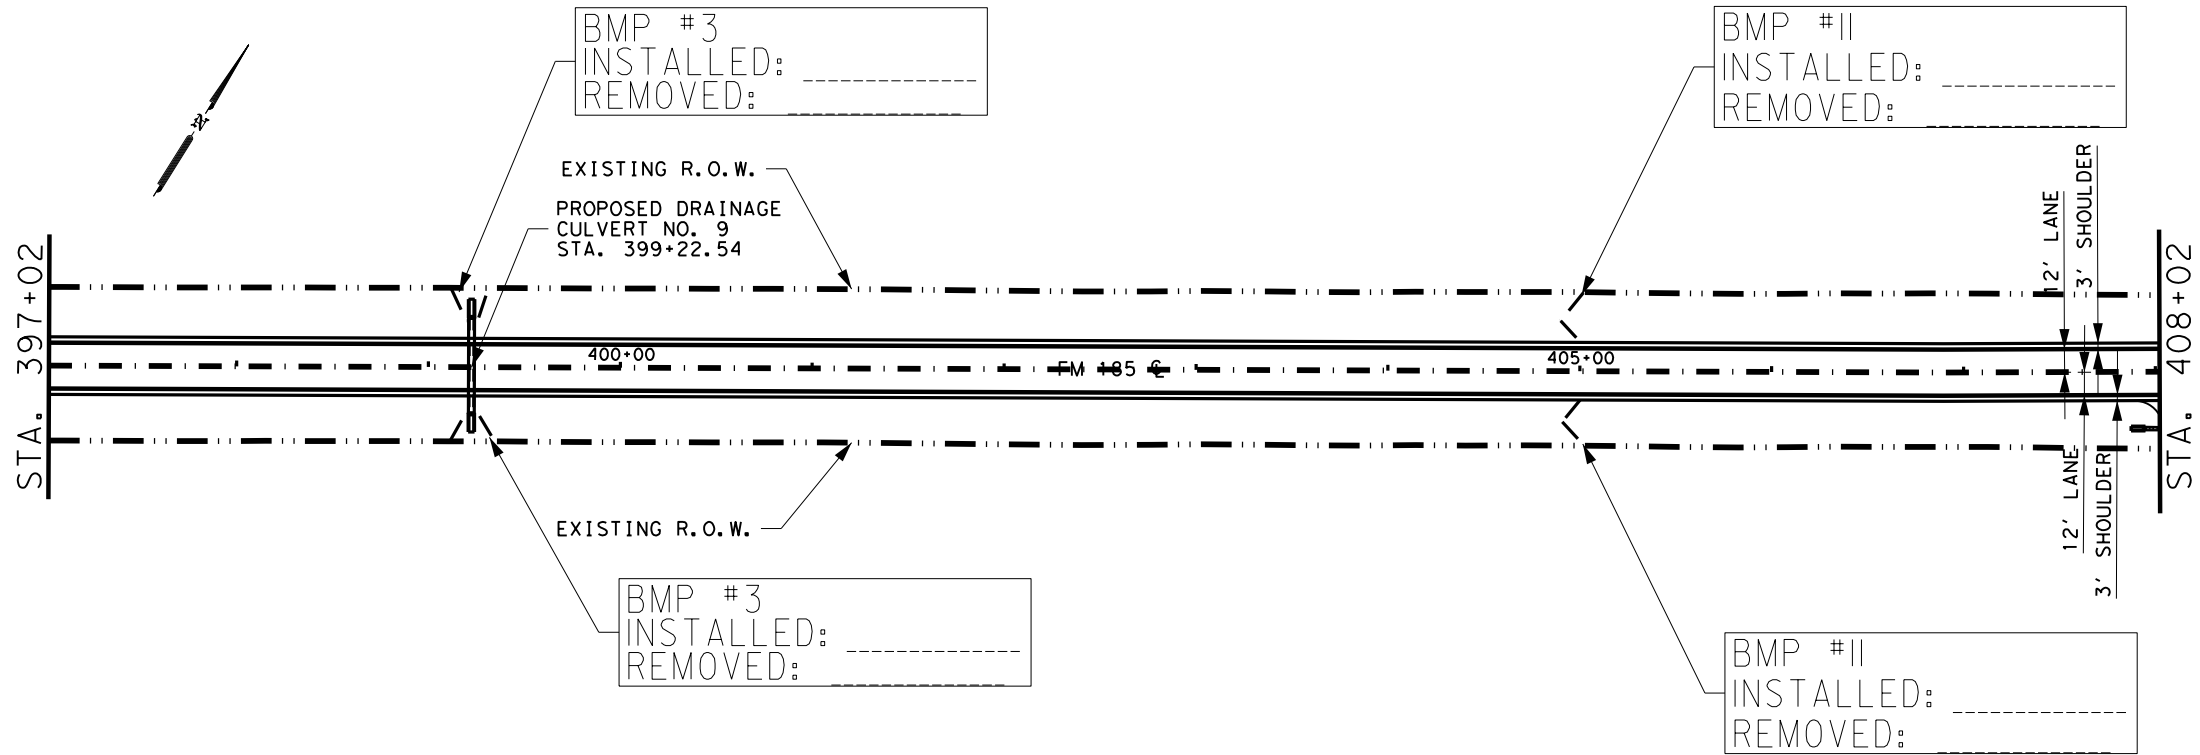 BMP #3
INSTALLED:
REMOVED:
BMP #11
INSTALLED:
REMOVED:
EXISTING R.O.W.
PROPOSED DRAINAGE
CULVERT NO. 9
STA. 399+22.54
12' LANE
3' SHOULDER
STA. 397+02
400+00
FM 185 ℄
405+00
STA. 408+02
12' LANE
3' SHOULDER
EXISTING R.O.W.
BMP #3
INSTALLED:
REMOVED:
BMP #11
INSTALLED:
REMOVED: